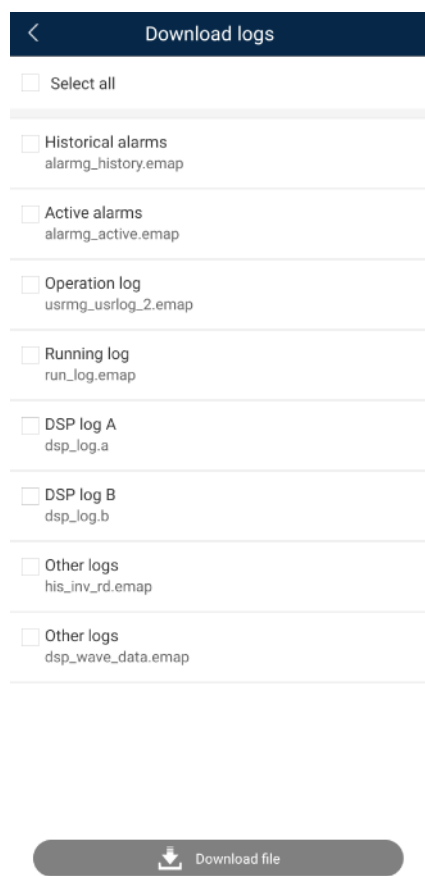 Download logs
Select all
Historical alarms
alarmg_history.emap
Active alarms
alarmg_active.emap
Operation log
usrmg_usrlog_2.emap
Running log
run_log.emap
DSP log A
dsp_log.a
DSP log B
dsp_log.b
Other logs
his_inv_rd.emap
Other logs
dsp_wave_data.emap
Download file